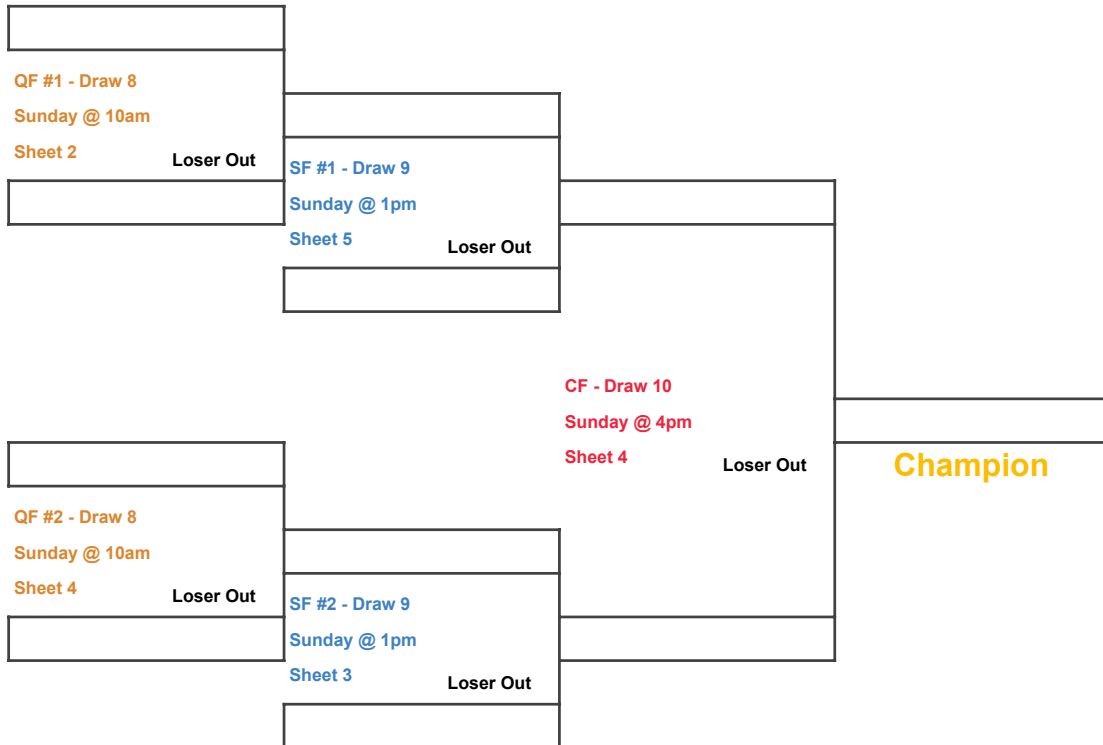 QF #1 - Draw 8
Sunday @ 10am
Sheet 2
Loser Out
SF #1 - Draw 9
Sunday @ 1pm
Sheet 5
Loser Out
CF - Draw 10
Sunday @ 4pm
Sheet 4
Loser Out
Champion
QF #2 - Draw 8
Sunday @ 10am
Sheet 4
Loser Out
SF #2 - Draw 9
Sunday @ 1pm
Sheet 3
Loser Out